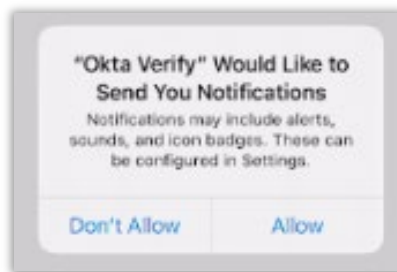 "Okta Verify" Would Like to
Send You Notifications
Notifications may include alerts,
sounds, and icon badges. These can
be configured in Settings.
Don't Allow
Allow